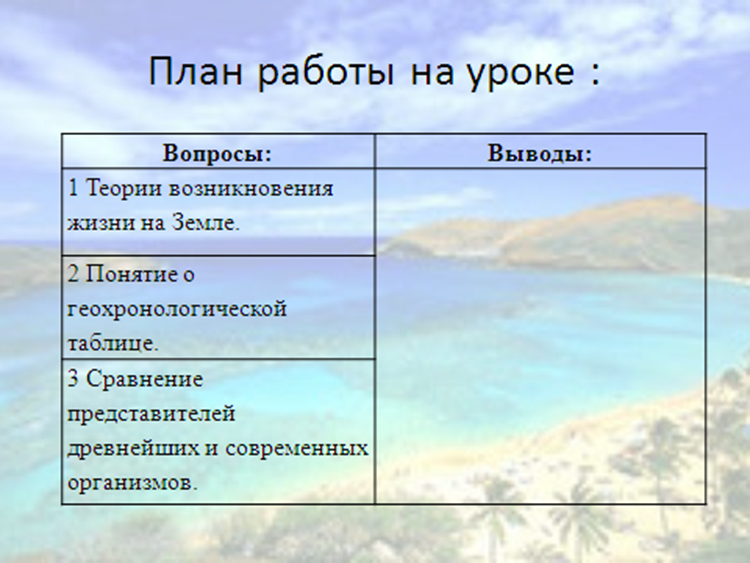 План работы на уроке :
Вопросы:
Выводы:
1 Теории возникновения
жизни на Земле.
2 Понятие о
геохронологической
таблице.
3 Сравнение
представителей
древнейших и современных
организмов.